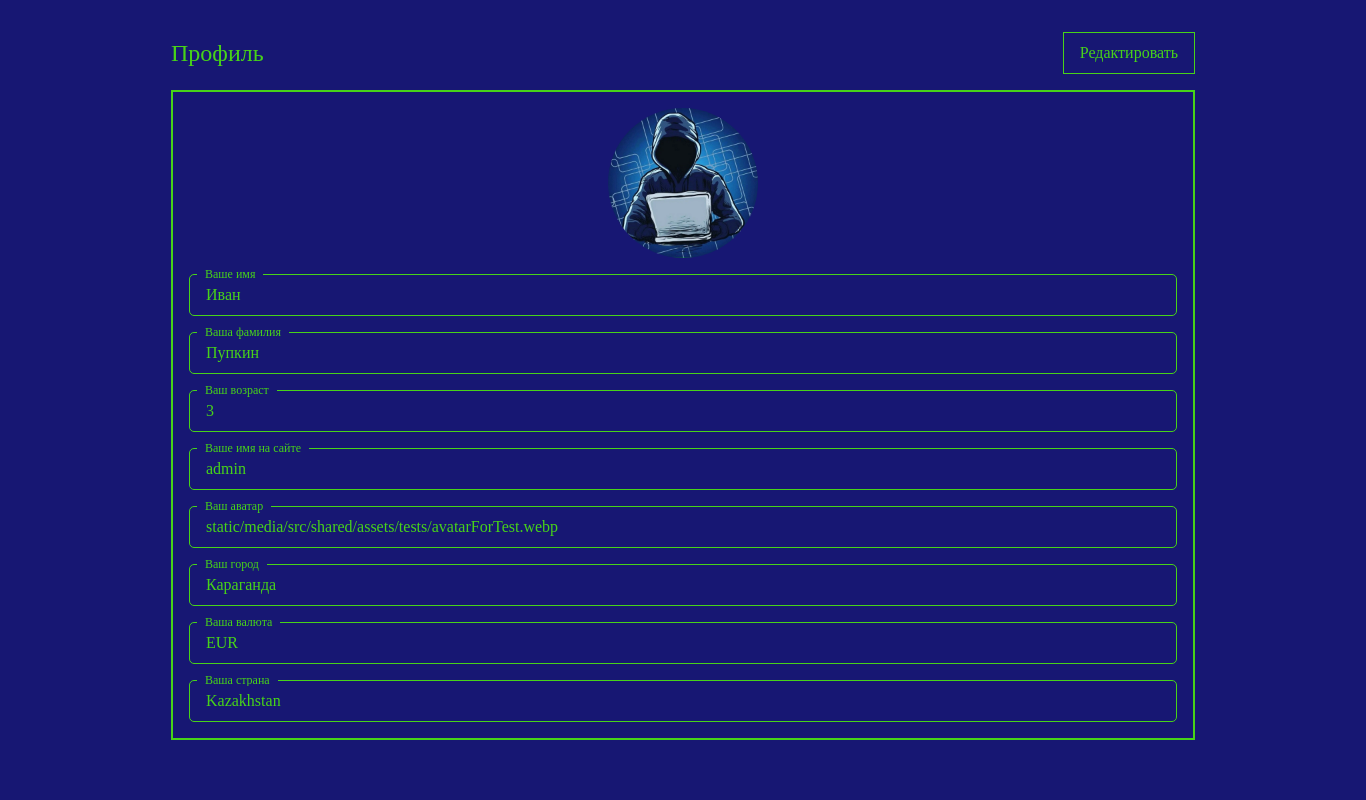 Профиль
Редактировать
Ваше имя
Иван
Ваша фамилия
Пупкин
Ваш возраст
3
Ваше имя на сайте
admin
Ваш аватар
static/media/src/shared/assets/tests/avatarForTest.webp
Ваш город
Караганда
Ваша валюта
EUR
Ваша страна
Kazakhstan